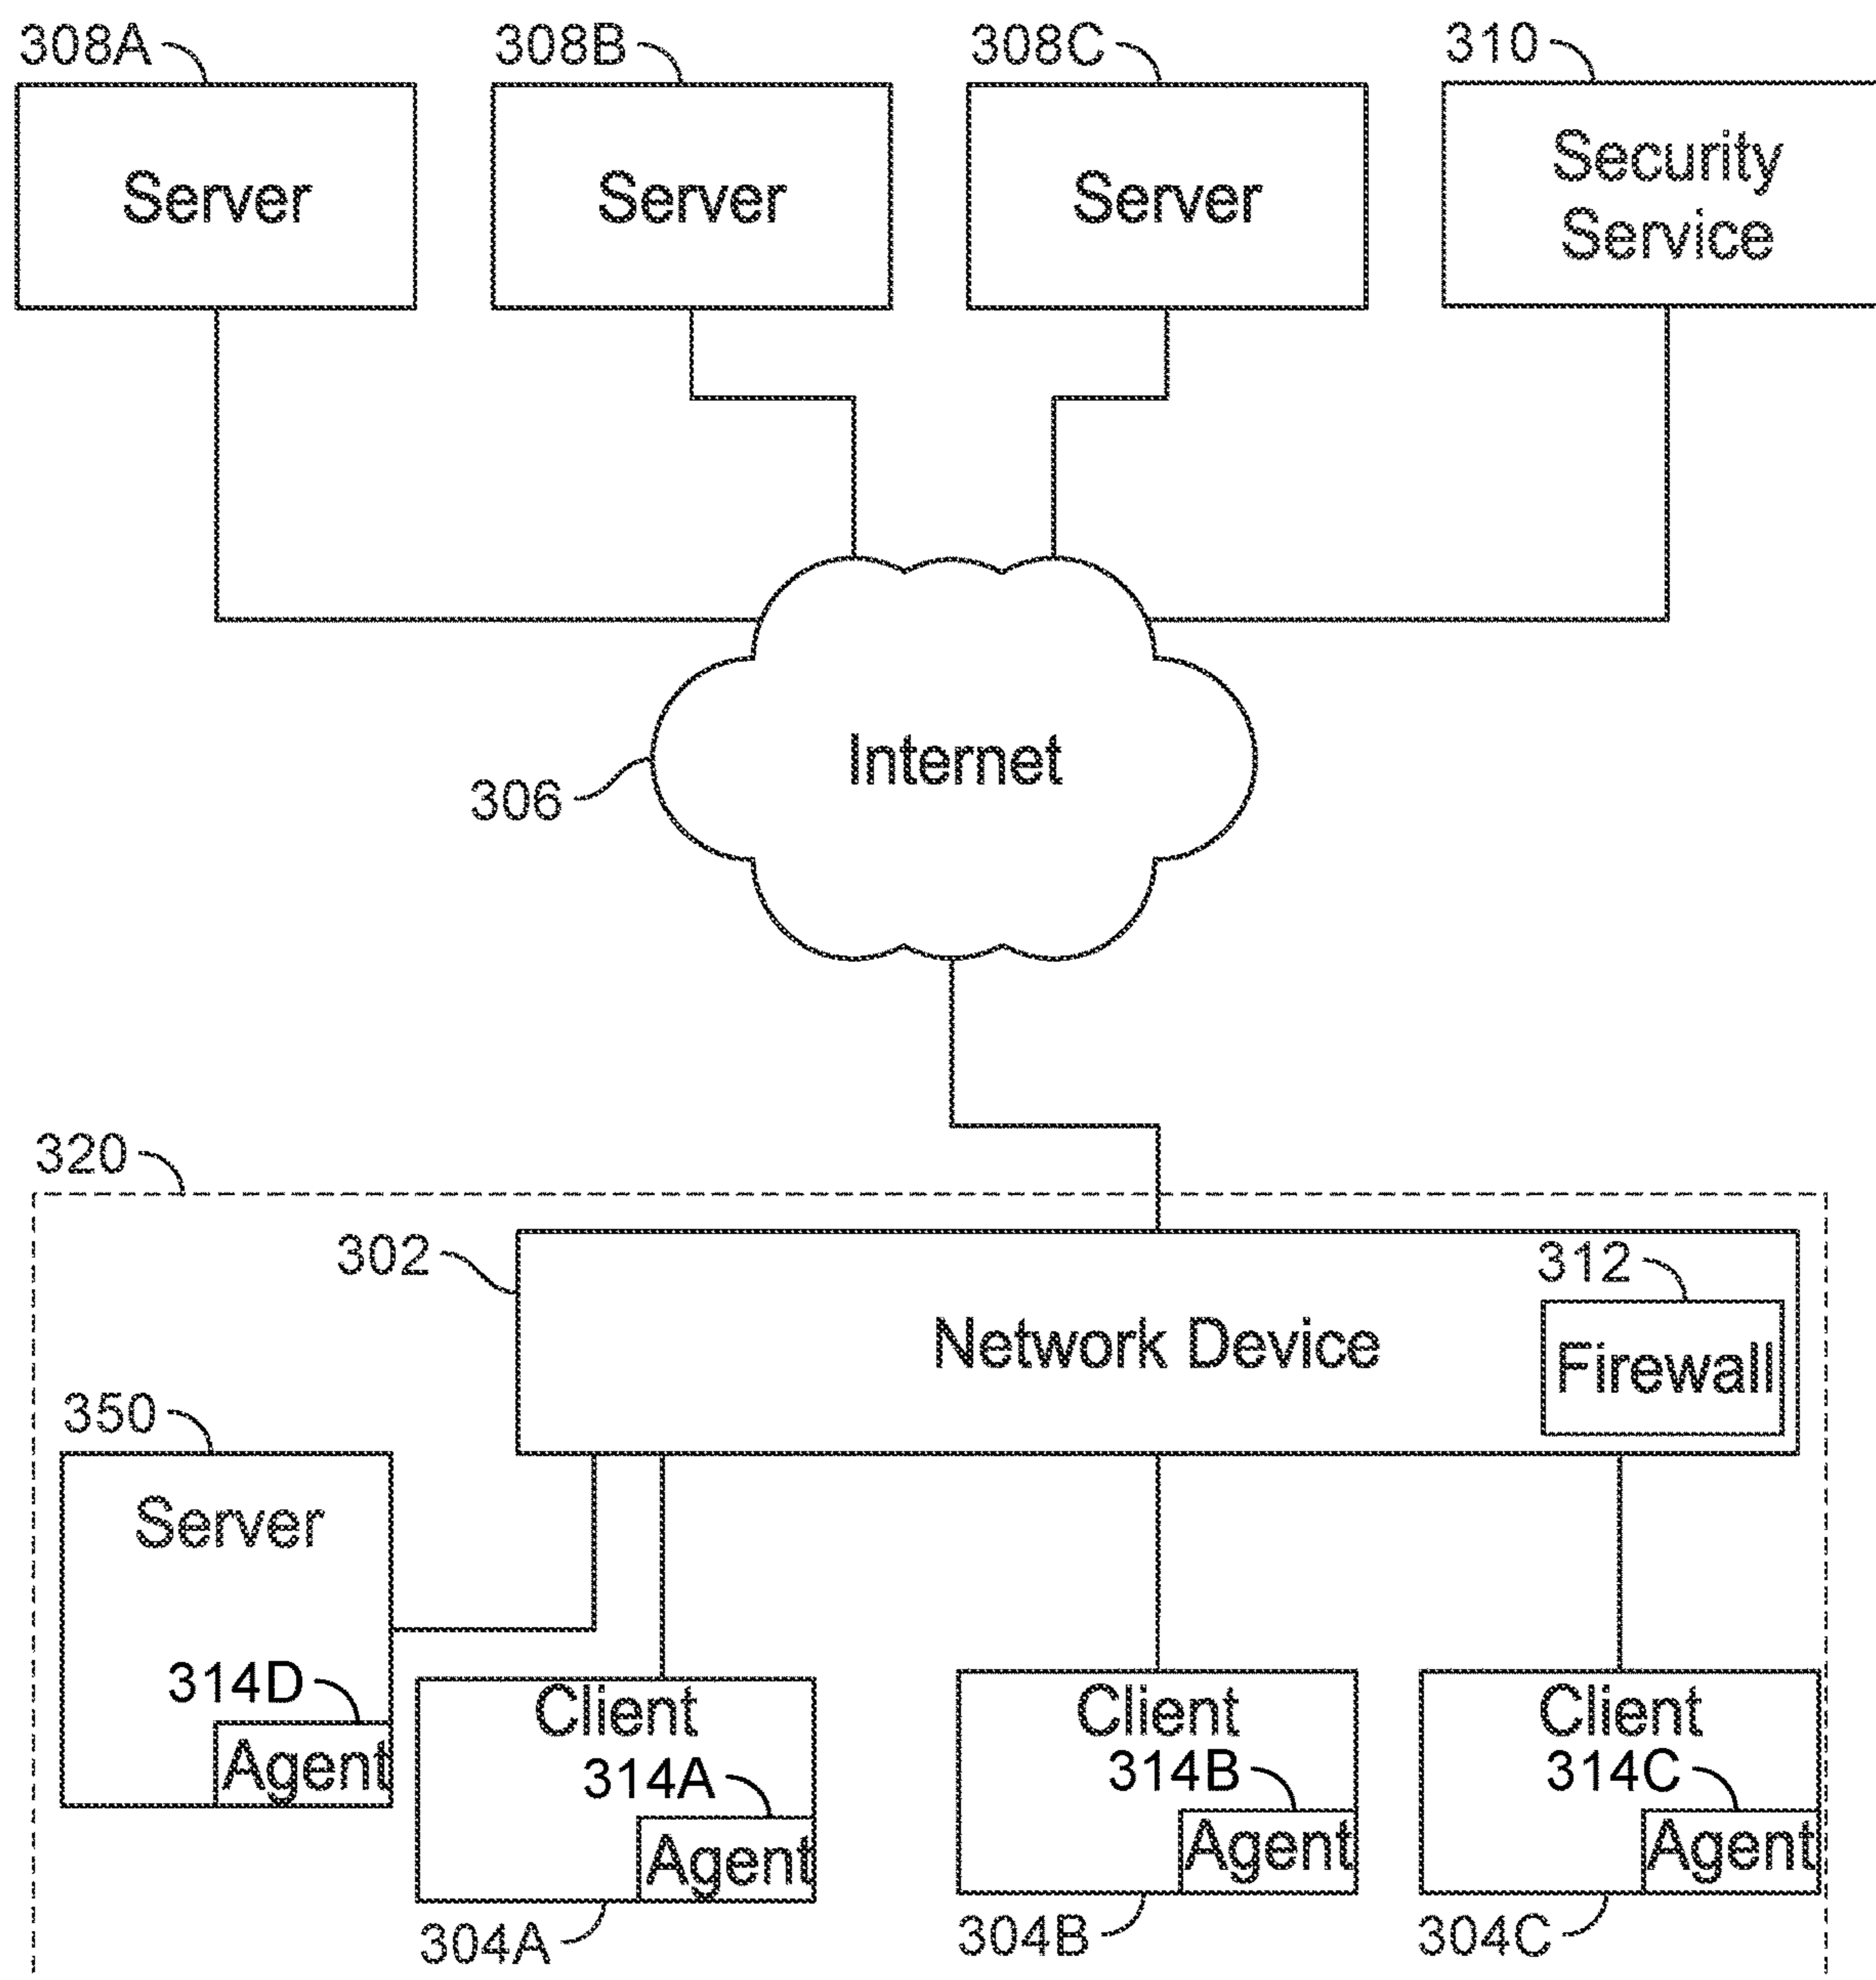 308A
308B
308C
310
Server
Server
Server
Security
Service
Internet
306
320
302
312
Network Device
Firewall
350
Server
314D
Agent
Client
314A
Agent
304A
Client
314B
Agent
304B
Client
314C
Agent
304C